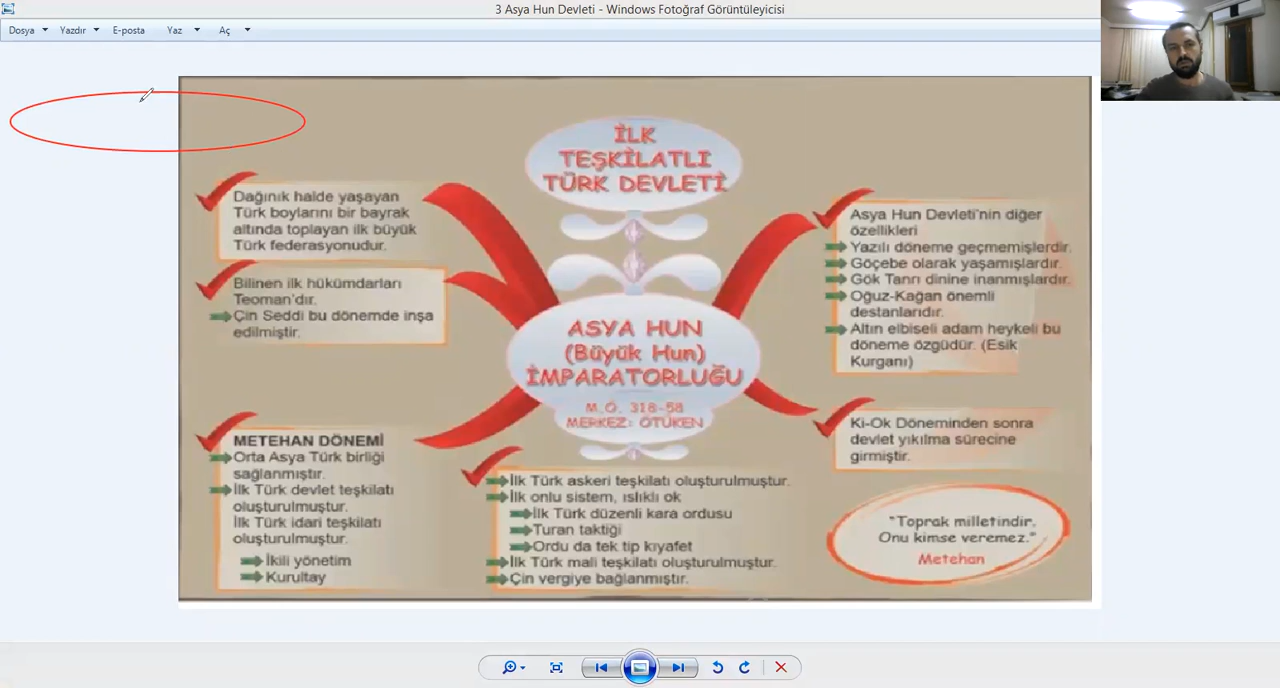 3 Asya Hun Devleti - Windows Fotoğraf Görüntüleyicisi
Dosya Yazdır E-posta Yaz Aç
İLK
TEŞKİLATLI
TÜRK DEVLETİ
Dağınık halde yaşayan
Türk boylarını bir bayrak
altında toplayan ilk büyük
Türk federasyonudur.
Bilinen ilk hükümdarları
Teoman'dır.
Çin Seddi bu dönemde inşa
edilmiştir.
ASYA HUN
(Büyük Hun)
İMPARATORLUĞU
M.Ö. 318-58
MERKEZ: ÖTÜKEN
Asya Hun Devleti'nin diğer
özellikleri
Yazılı döneme geçmemişlerdir.
Göçebe olarak yaşamışlardır.
Gök Tanrı dinine inanmışlardır.
Oğuz-Kağan önemli
destanlarıdır.
Altın elbiseli adam heykeli bu
döneme özgüdür. (Esik
Kurganı)
METEHAN DÖNEMİ
Orta Asya Türk birliği
sağlanmıştır.
İlk Türk devlet teşkilatı
oluşturulmuştur.
İlk Türk idari teşkilatı
oluşturulmuştur.
İkili yönetim
Kurultay
İlk Türk askeri teşkilatı oluşturulmuştur.
İlk onlu sistem, ıslıklı ok
İlk Türk düzenli kara ordusu
Turan taktiği
Ordu da tek tip kıyafet
İlk Türk mali teşkilatı oluşturulmuştur.
Çin vergiye bağlanmıştır.
Ki-Ok Döneminden sonra
devlet yıkılma sürecine
girmiştir.
"Toprak milletindir.
Onu kimse veremez."
Metehan